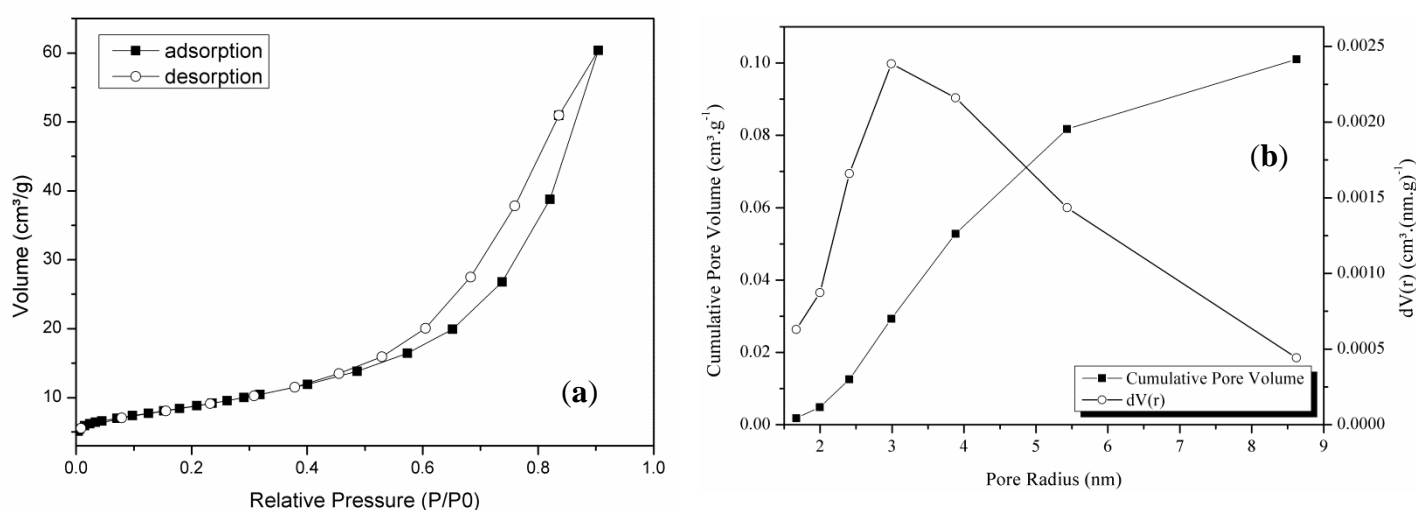 adsorption
desorption
Volume (cm³/g)
60
50
40
30
20
10
0
0.0 0.2 0.4 0.6 0.8 1.0
Relative Pressure (P/P0)
(a)
Cumulative Pore Volume (cm³.g⁻¹)
0.10
0.08
0.06
0.04
0.02
0.00
2 3 4 5 6 7 8 9
Pore Radius (nm)
(b)
Cumulative Pore Volume
dV(r)
0.0025
0.0020
0.0015
0.0010
0.0005
0.0000
dV(r) (cm³.(nm.g)⁻¹